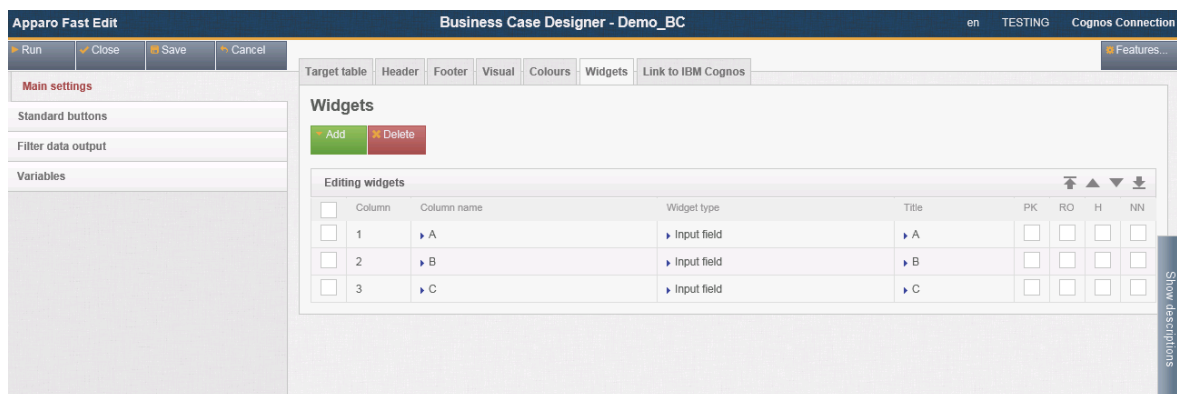 Apparo Fast Edit Business Case Designer - Demo_BC en TESTING Cognos Connection
Run Close Save Cancel Features...
Target table Header Footer Visual Colours Widgets Link to IBM Cognos
Main settings
Standard buttons
Filter data output
Variables
Widgets
Add Delete
Editing widgets
Column Column name Widget type Title PK RO H NN
1 A Input field A
2 B Input field B
3 C Input field C
Show descriptions